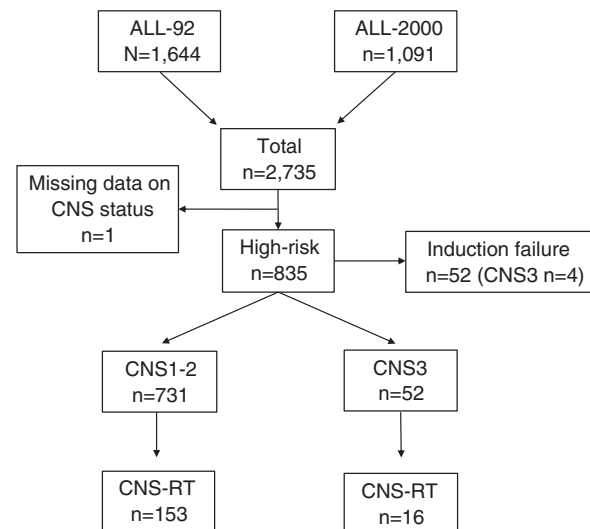 ALL-92
N=1,644
ALL-2000
n=1,091
Total
n=2,735
Missing data on
CNS status
n=1
High-risk
n=835
Induction failure
n=52 (CNS3 n=4)
CNS1-2
n=731
CNS3
n=52
CNS-RT
n=153
CNS-RT
n=16